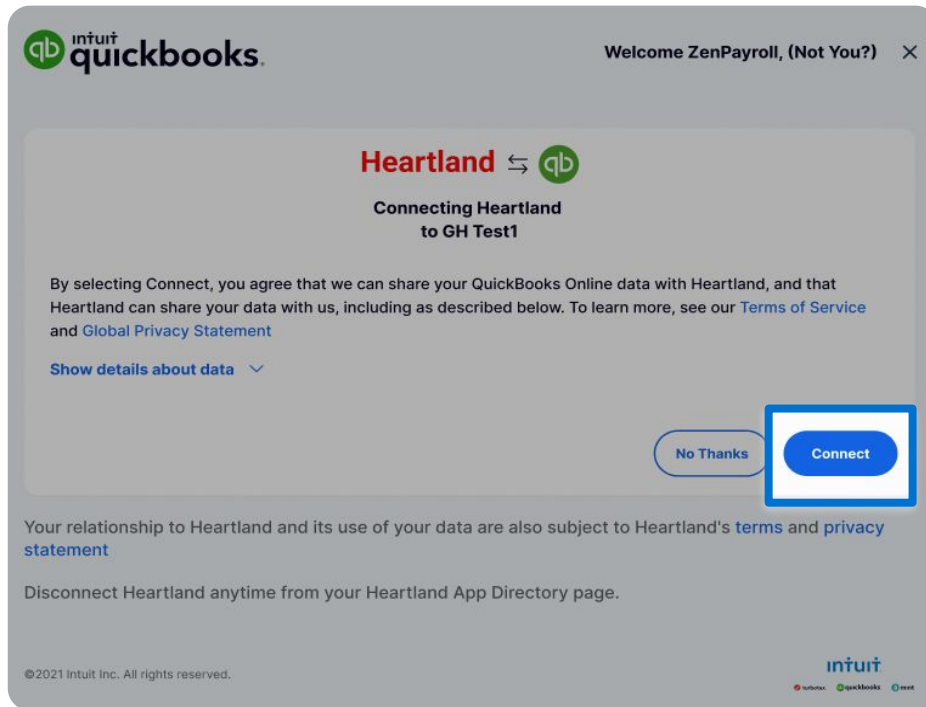 intuit
quickbooks.
Welcome ZenPayroll, (Not You?)
Heartland
qb
Connecting Heartland
to GH Test1
By selecting Connect, you agree that we can share your QuickBooks Online data with Heartland, and that
Heartland can share your data with us, including as described below. To learn more, see our Terms of Service
and Global Privacy Statement
Show details about data
No Thanks
Connect
Your relationship to Heartland and its use of your data are also subject to Heartland's terms and privacy
statement
Disconnect Heartland anytime from your Heartland App Directory page.
©2021 Intuit Inc. All rights reserved.
intuit
turbotax quickbooks mint